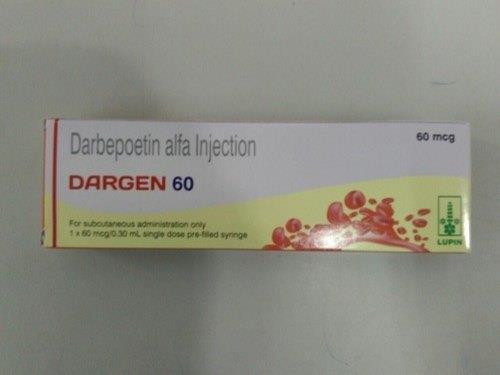 Darbepoetin alfa Injection
60 mcg
DARGEN 60
For subcutaneous administration only
1 x 60 mcg/0.30 mL single dose pre-filled syringe
LUPIN